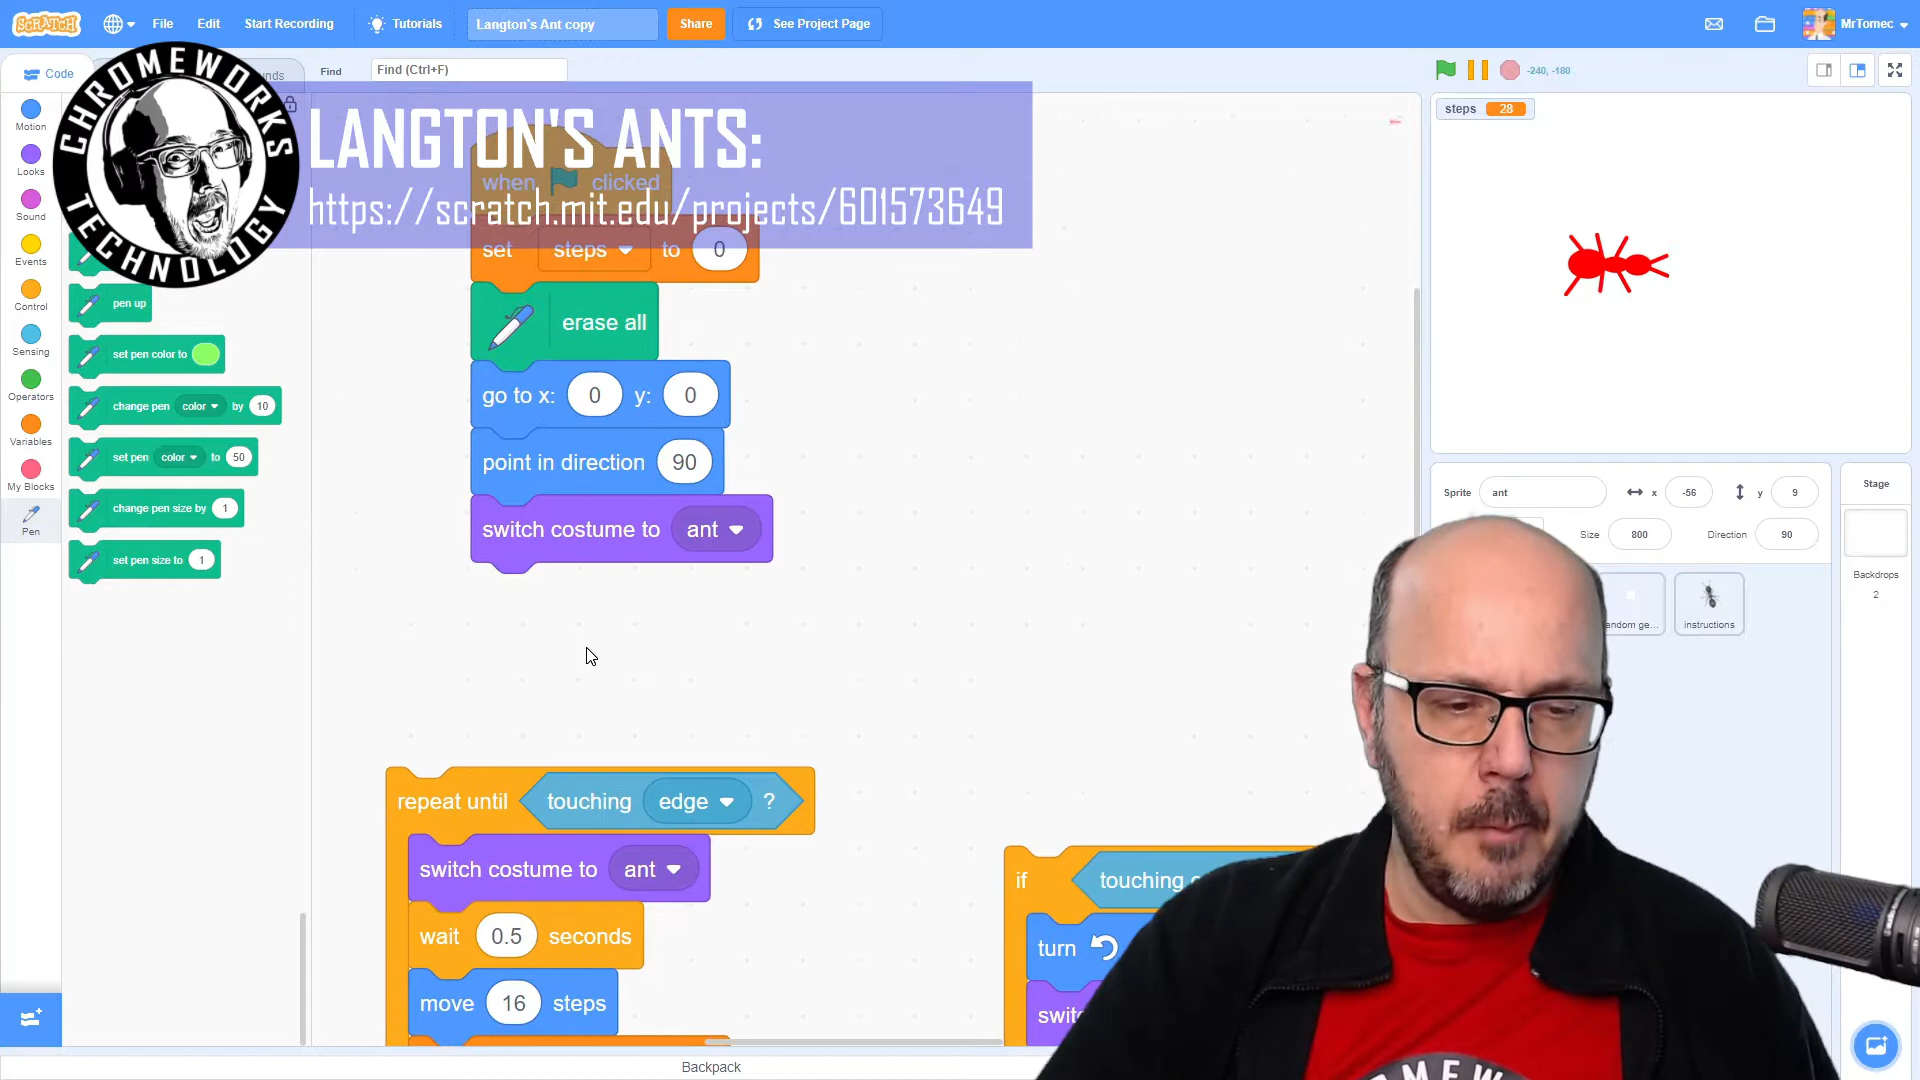 SCRATCH
File
Edit
Start Recording
Tutorials
Langton's Ant copy
Share
See Project Page
MrTomec
Code
unds
Find
Find (Ctrl+F)
-240, -180
CHROMEWORKS
TECHNOLOGY
LANGTON'S ANTS:
https://scratch.mit.edu/projects/601573649
Motion
Looks
Sound
Events
Control
Sensing
Operators
Variables
My Blocks
Pen
pen up
set pen color to
change pen color by 10
set pen color to 50
change pen size by 1
set pen size to 1
when clicked
set steps to 0
erase all
go to x: 0 y: 0
point in direction 90
switch costume to ant
repeat until touching edge ?
switch costume to ant
wait 0.5 seconds
move 16 steps
if touching c
turn
swit
steps 28
Sprite ant
x -56
y 9
Size 800
Direction 90
andom ge...
instructions
Stage
Backdrops
2
Backpack